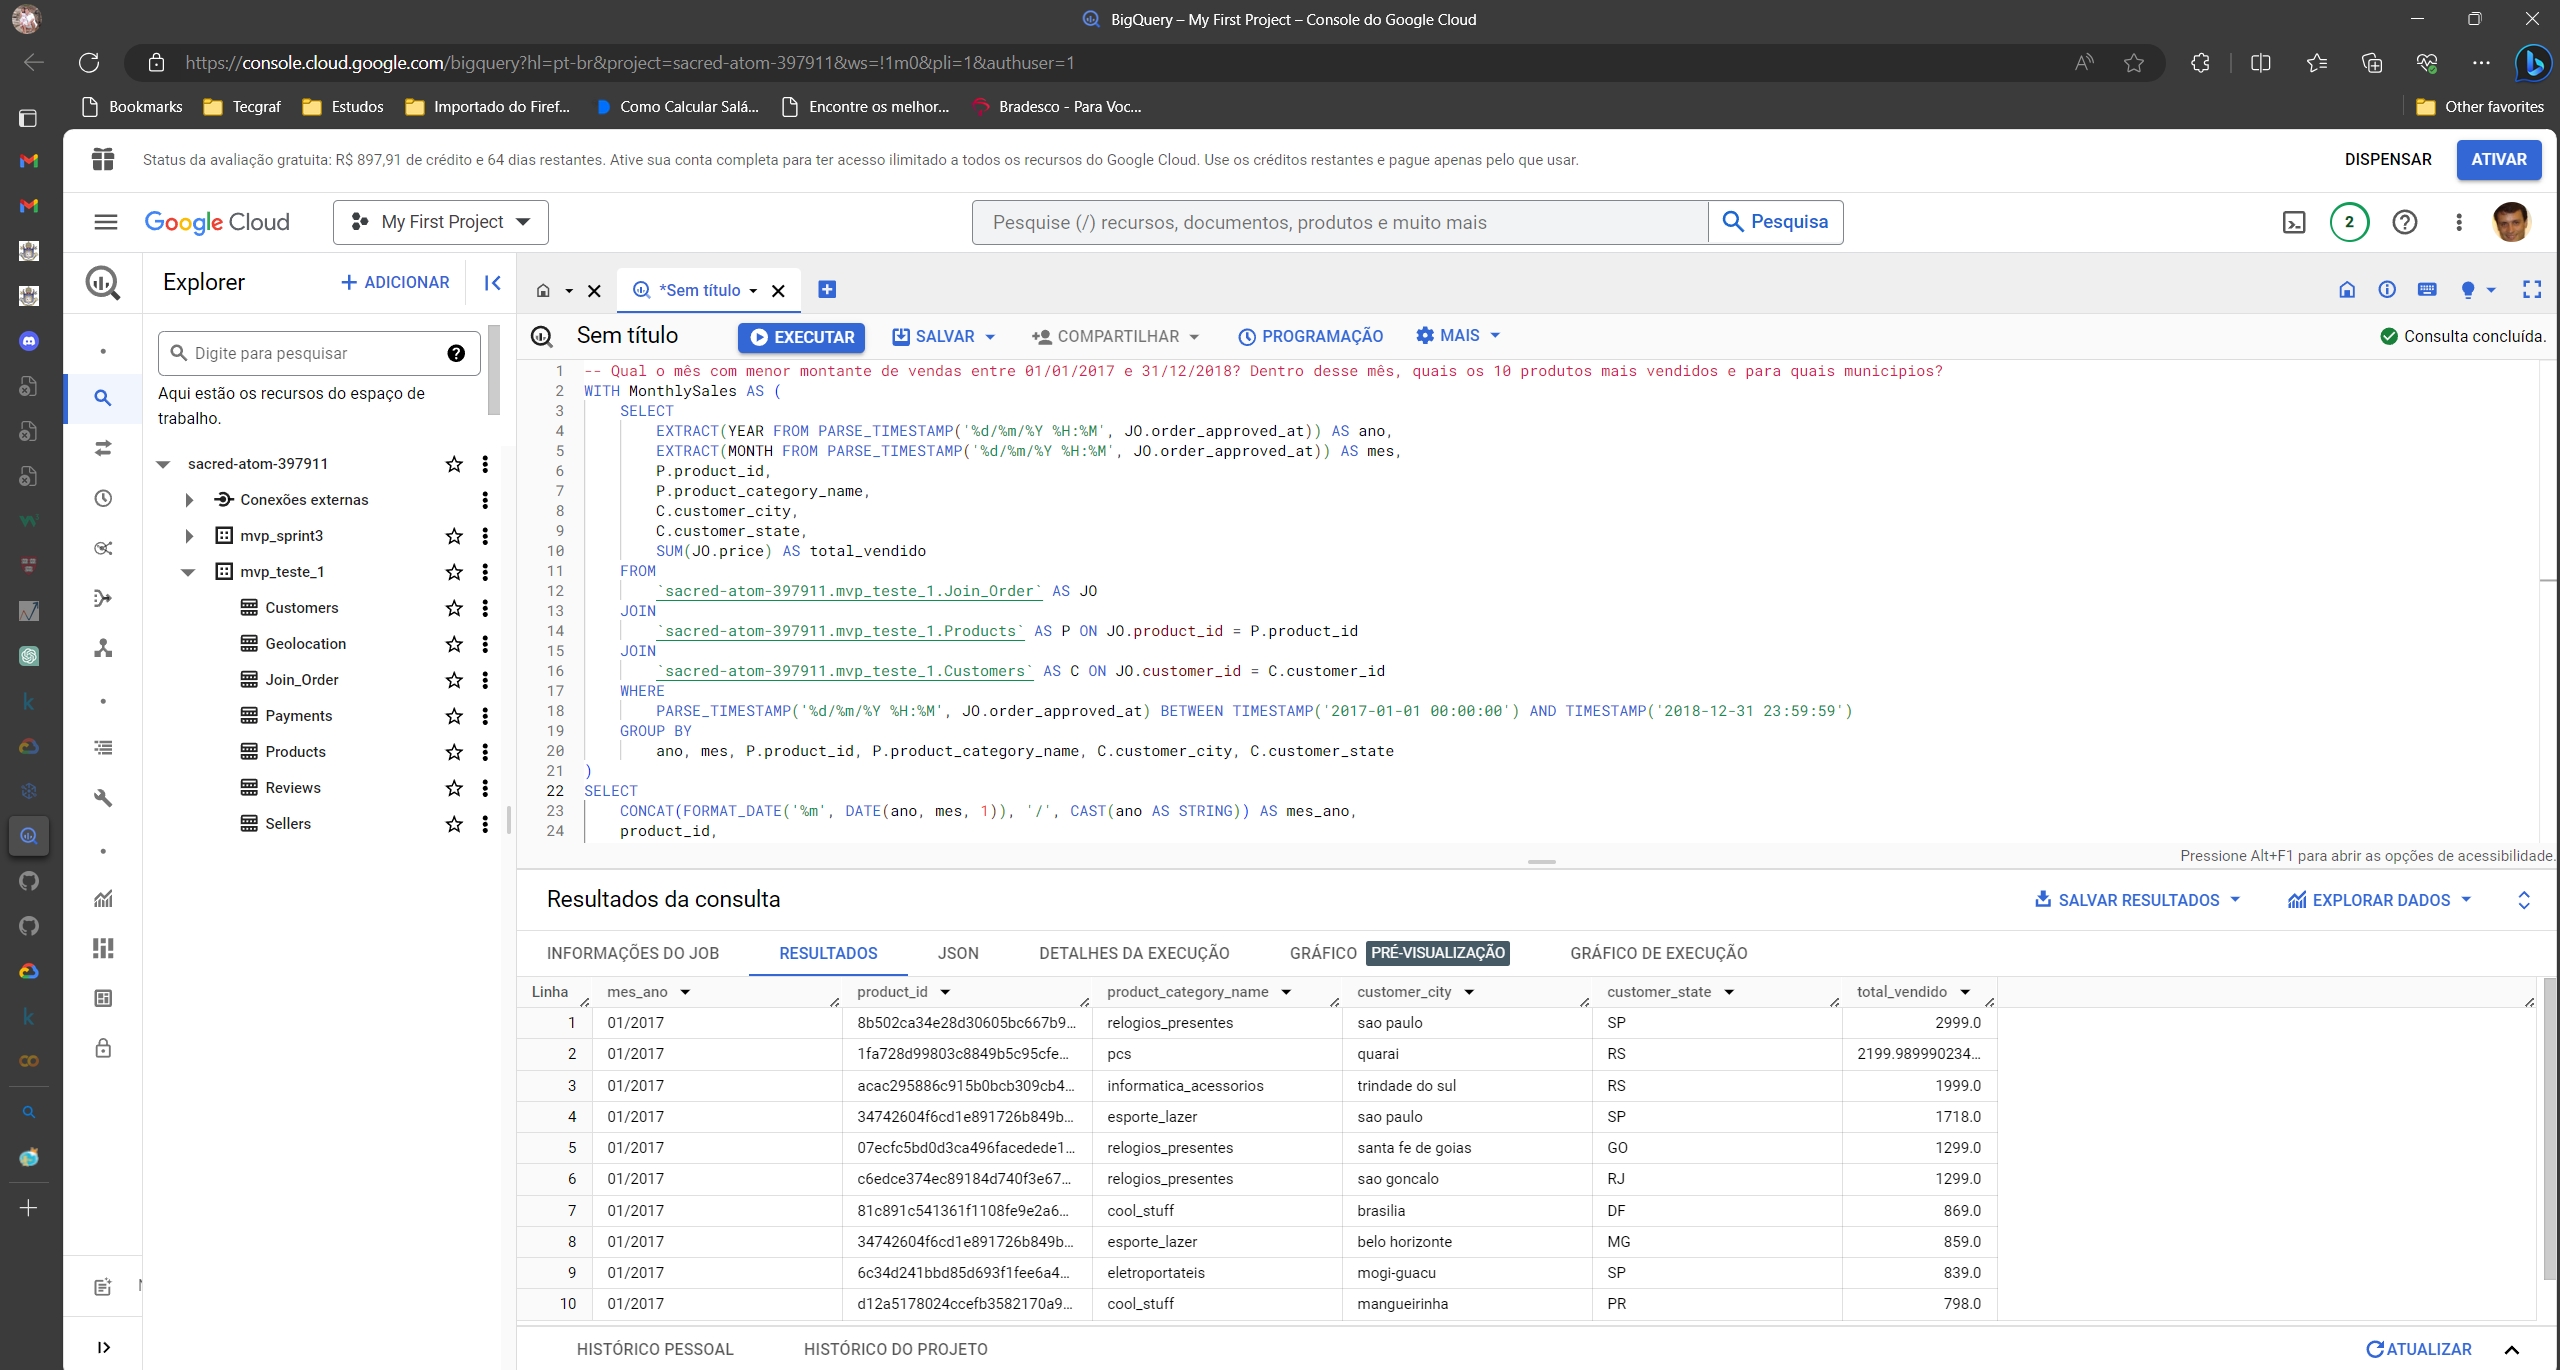 BigQuery – My First Project – Console do Google Cloud
https://console.cloud.google.com/bigquery?hl=pt-br&project=sacred-atom-397911&ws=!1m0&pli=1&authuser=1
Bookmarks Tecgraf Estudos Importado do Firef... Como Calcular Salá... Encontre os melhor... Bradesco - Para Voc... Other favorites
Status da avaliação gratuita: R$ 897,91 de crédito e 64 dias restantes. Ative sua conta completa para ter acesso ilimitado a todos os recursos do Google Cloud. Use os créditos restantes e pague apenas pelo que usar. DISPENSAR ATIVAR
Google Cloud My First Project Pesquise (/) recursos, documentos, produtos e muito mais Pesquisa 2
Explorer + ADICIONAR
*Sem título
Sem título EXECUTAR SALVAR COMPARTILHAR PROGRAMAÇÃO MAIS Consulta concluída.
Digite para pesquisar
Aqui estão os recursos do espaço de
trabalho.
sacred-atom-397911
Conexões externas
mvp_sprint3
mvp_teste_1
Customers
Geolocation
Join_Order
Payments
Products
Reviews
Sellers
1 -- Qual o mês com menor montante de vendas entre 01/01/2017 e 31/12/2018? Dentro desse mês, quais os 10 produtos mais vendidos e para quais municipios?
2 WITH MonthlySales AS (
3 SELECT
4 EXTRACT(YEAR FROM PARSE_TIMESTAMP('%d/%m/%Y %H:%M', JO.order_approved_at)) AS ano,
5 EXTRACT(MONTH FROM PARSE_TIMESTAMP('%d/%m/%Y %H:%M', JO.order_approved_at)) AS mes,
6 P.product_id,
7 P.product_category_name,
8 C.customer_city,
9 C.customer_state,
10 SUM(JO.price) AS total_vendido
11 FROM
12 `sacred-atom-397911.mvp_teste_1.Join_Order` AS JO
13 JOIN
14 `sacred-atom-397911.mvp_teste_1.Products` AS P ON JO.product_id = P.product_id
15 JOIN
16 `sacred-atom-397911.mvp_teste_1.Customers` AS C ON JO.customer_id = C.customer_id
17 WHERE
18 PARSE_TIMESTAMP('%d/%m/%Y %H:%M', JO.order_approved_at) BETWEEN TIMESTAMP('2017-01-01 00:00:00') AND TIMESTAMP('2018-12-31 23:59:59')
19 GROUP BY
20 ano, mes, P.product_id, P.product_category_name, C.customer_city, C.customer_state
21 )
22 SELECT
23 CONCAT(FORMAT_DATE('%m', DATE(ano, mes, 1)), '/', CAST(ano AS STRING)) AS mes_ano,
24 product_id,
Pressione Alt+F1 para abrir as opções de acessibilidade.
Resultados da consulta SALVAR RESULTADOS EXPLORAR DADOS
INFORMAÇÕES DO JOB RESULTADOS JSON DETALHES DA EXECUÇÃO GRÁFICO PRÉ-VISUALIZAÇÃO GRÁFICO DE EXECUÇÃO
Linha mes_ano product_id product_category_name customer_city customer_state total_vendido
1 01/2017 8b502ca34e28d30605bc667b9... relogios_presentes sao paulo SP 2999.0
2 01/2017 1fa728d99803c8849b5c95cfe... pcs quarai RS 2199.989990234...
3 01/2017 acac295886c915b0bcb309cb4... informatica_acessorios trindade do sul RS 1999.0
4 01/2017 34742604f6cd1e891726b849b... esporte_lazer sao paulo SP 1718.0
5 01/2017 07ecfc5bd0d3ca496facedede1... relogios_presentes santa fe de goias GO 1299.0
6 01/2017 c6edce374ec89184d740f3e67... relogios_presentes sao goncalo RJ 1299.0
7 01/2017 81c891c541361f1108fe9e2a6... cool_stuff brasilia DF 869.0
8 01/2017 34742604f6cd1e891726b849b... esporte_lazer belo horizonte MG 859.0
9 01/2017 6c34d241bbd85d693f1fee6a4... eletroportateis mogi-guacu SP 839.0
10 01/2017 d12a5178024ccefb3582170a9... cool_stuff mangueirinha PR 798.0
HISTÓRICO PESSOAL HISTÓRICO DO PROJETO ATUALIZAR